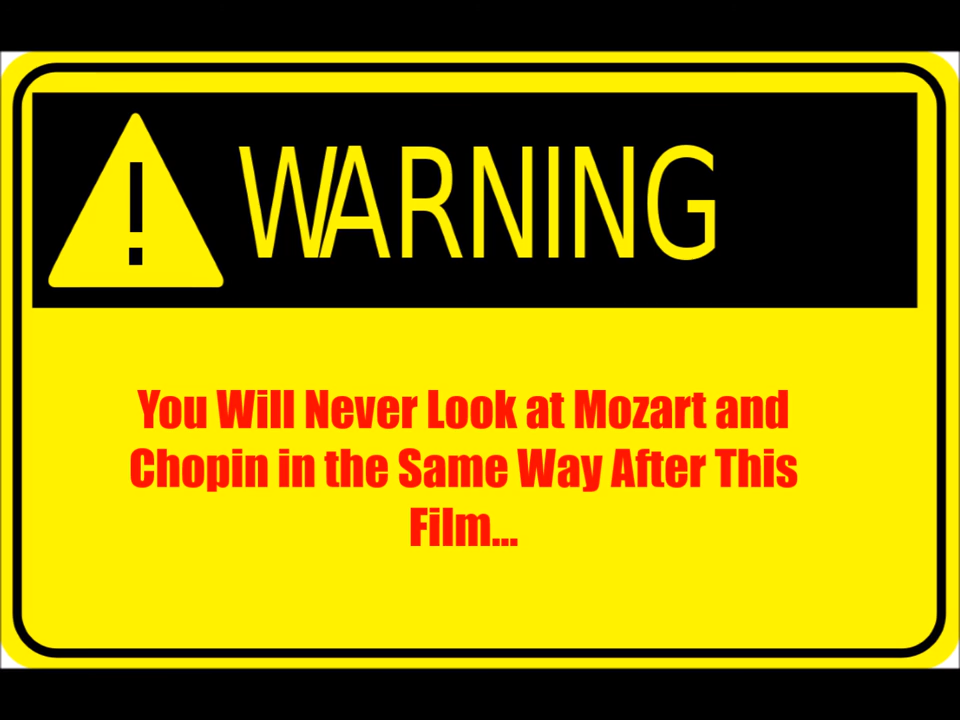 !
WARNING
You Will Never Look at Mozart and
Chopin in the Same Way After This
Film...